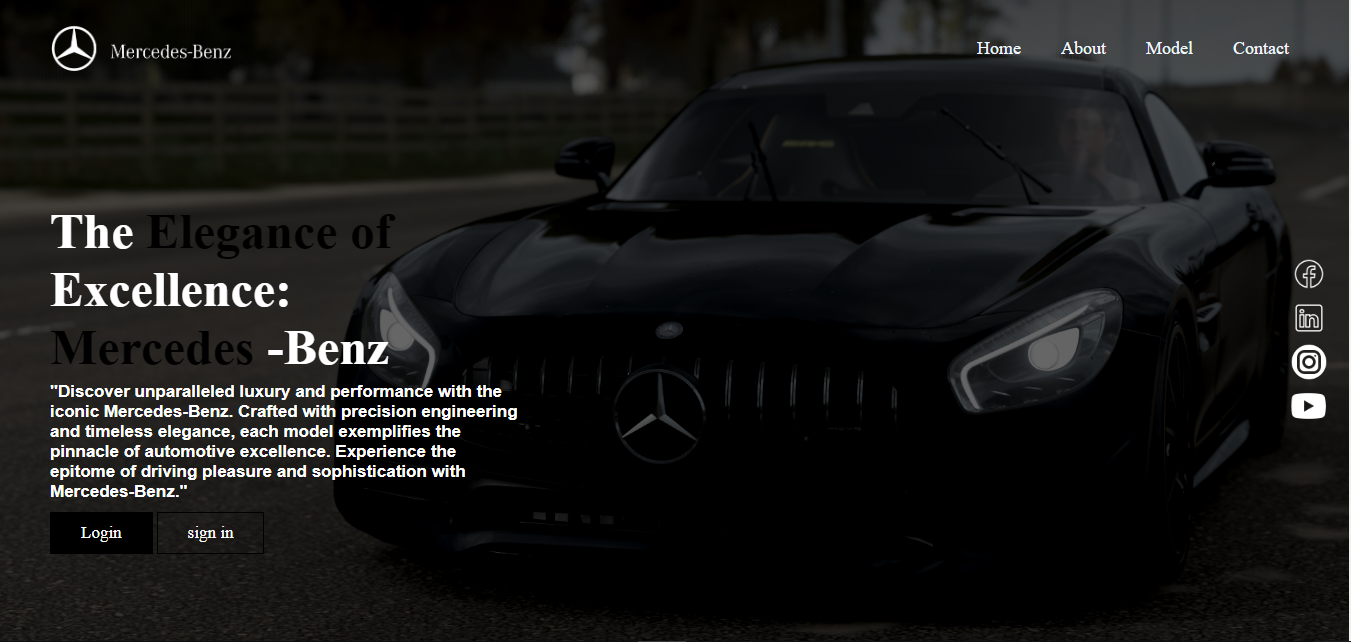 Mercedes-Benz
Home
About
Model
Contact
The Elegance of
Excellence:
Mercedes -Benz
"Discover unparalleled luxury and performance with the
iconic Mercedes-Benz. Crafted with precision engineering
and timeless elegance, each model exemplifies the
pinnacle of automotive excellence. Experience the
epitome of driving pleasure and sophistication with
Mercedes-Benz."
Login
sign in
in